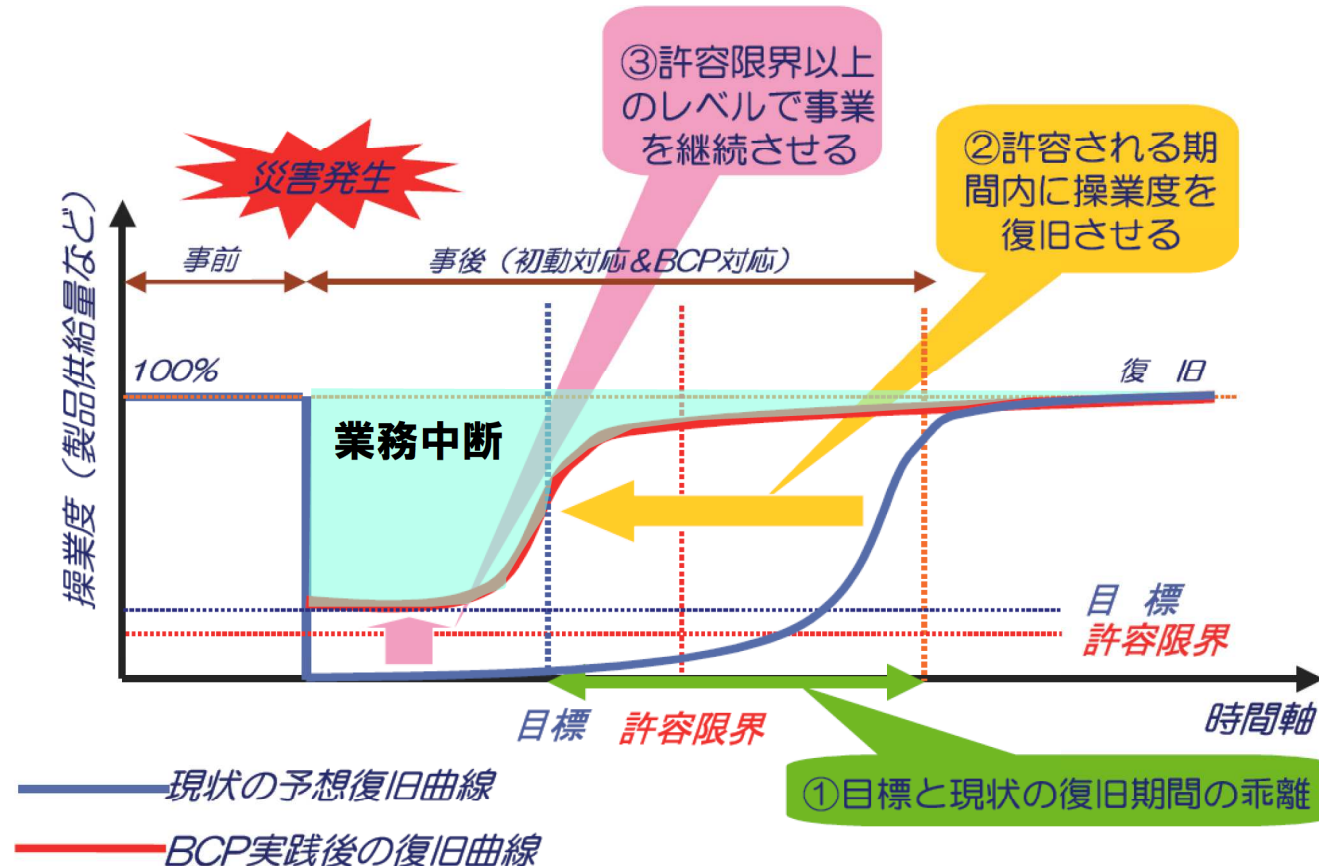 ③許容限界以上
のレベルで事業
を継続させる
②許容される期
間内に操業度を
復旧させる
災害発生
事前
事後（初動対応＆BCP対応）
操業度（製品供給量など）
100%
復 旧
業務中断
目 標
許容限界
時間軸
目標
許容限界
①目標と現状の復旧期間の乖離
現状の予想復旧曲線
BCP実践後の復旧曲線